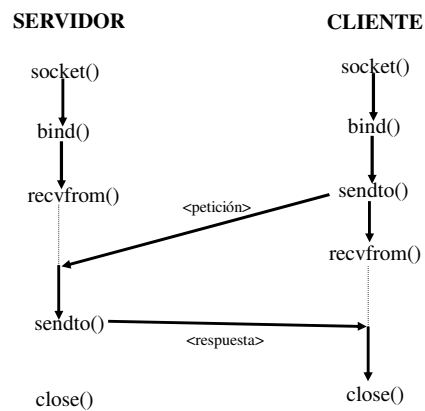 SERVIDOR
CLIENTE
socket()
socket()
bind()
bind()
recvfrom()
sendto()
<petición>
recvfrom()
sendto()
<respuesta>
close()
close()